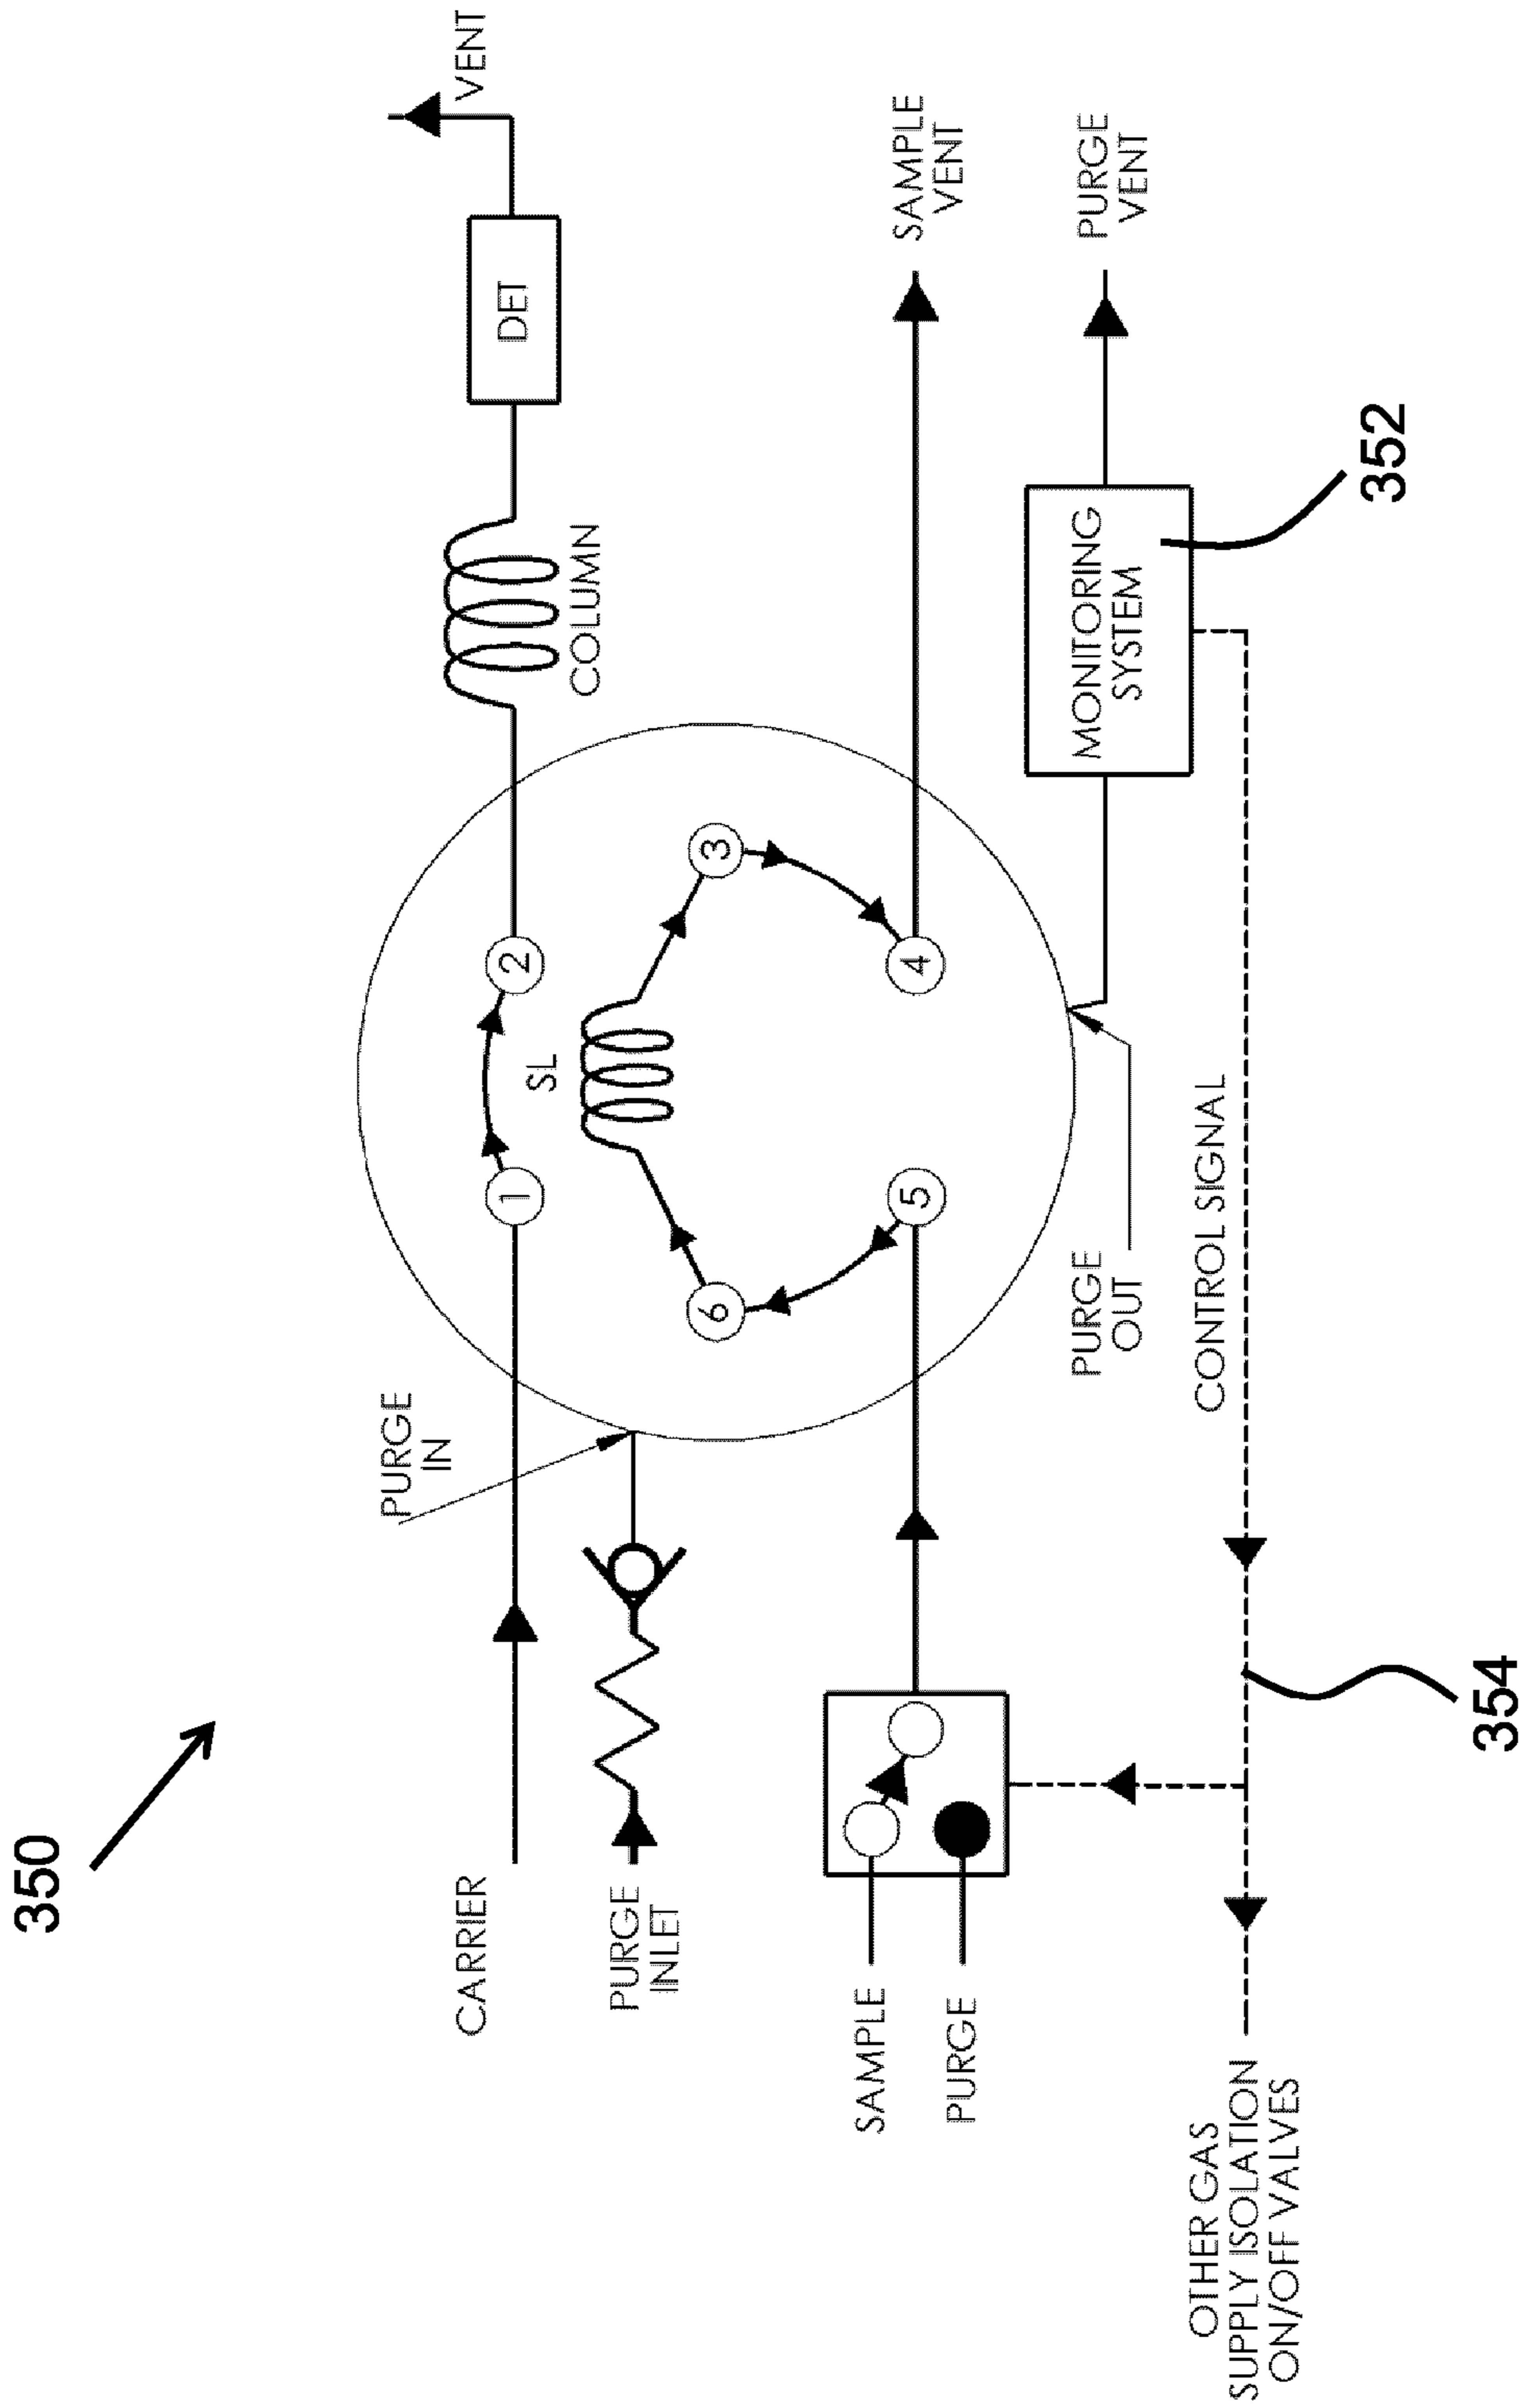 350
CARRIER
PURGE
IN
PURGE
INLET
SAMPLE
PURGE
1
2
3
4
5
6
SL
COLUMN
DET
VENT
SAMPLE
VENT
PURGE
VENT
MONITORING
SYSTEM
352
PURGE
OUT
CONTROL SIGNAL
354
OTHER GAS
SUPPLY ISOLATION
ON/OFF VALVES